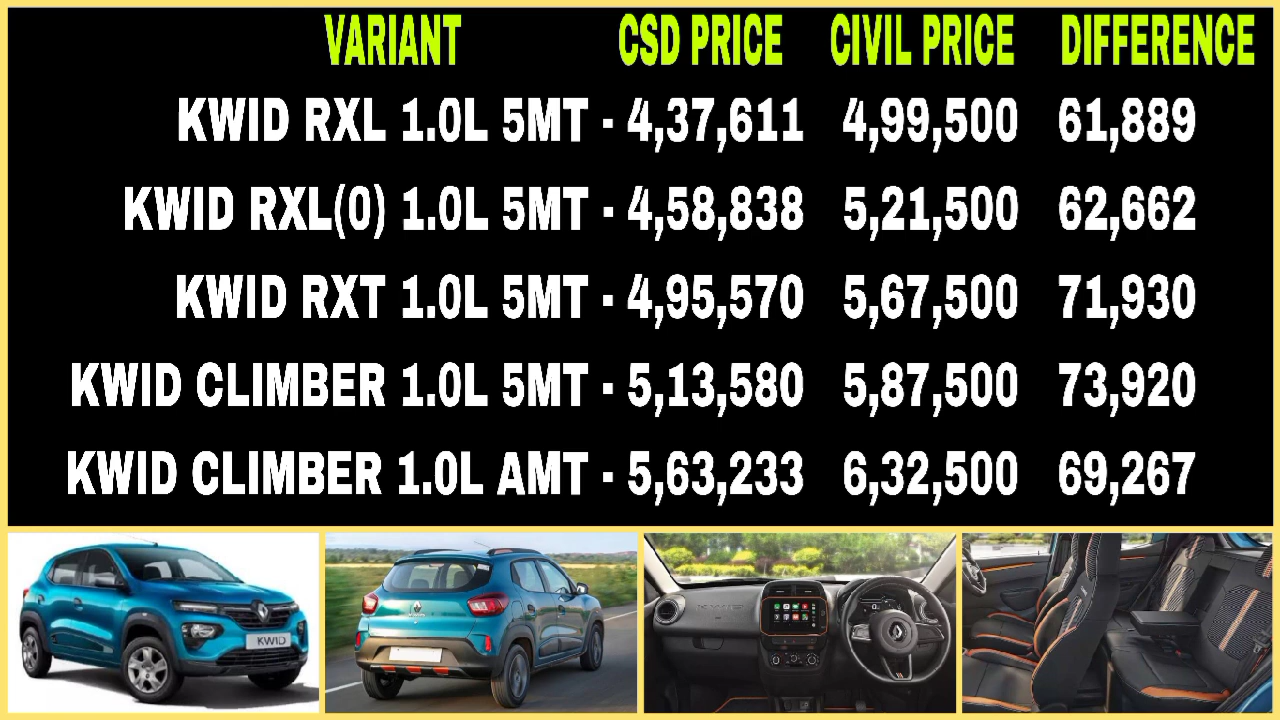 VARIANT CSD PRICE CIVIL PRICE DIFFERENCE
KWID RXL 1.0L 5MT - 4,37,611 4,99,500 61,889
KWID RXL(0) 1.0L 5MT - 4,58,838 5,21,500 62,662
KWID RXT 1.0L 5MT - 4,95,570 5,67,500 71,930
KWID CLIMBER 1.0L 5MT - 5,13,580 5,87,500 73,920
KWID CLIMBER 1.0L AMT - 5,63,233 6,32,500 69,267
KWID